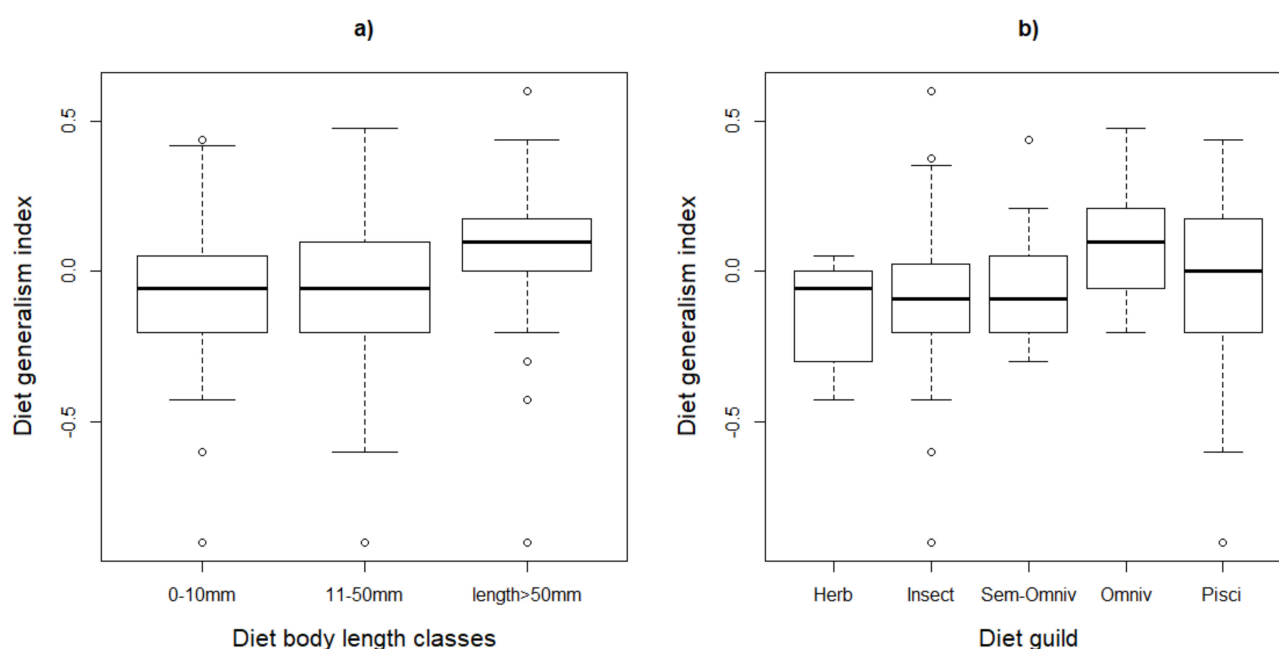 a)
Diet generalism index
0.5
0.0
-0.5
0-10mm 11-50mm length>50mm
Diet body length classes
b)
Diet generalism index
0.5
0.0
-0.5
Herb Insect Sem-Omniv Omniv Pisci
Diet guild